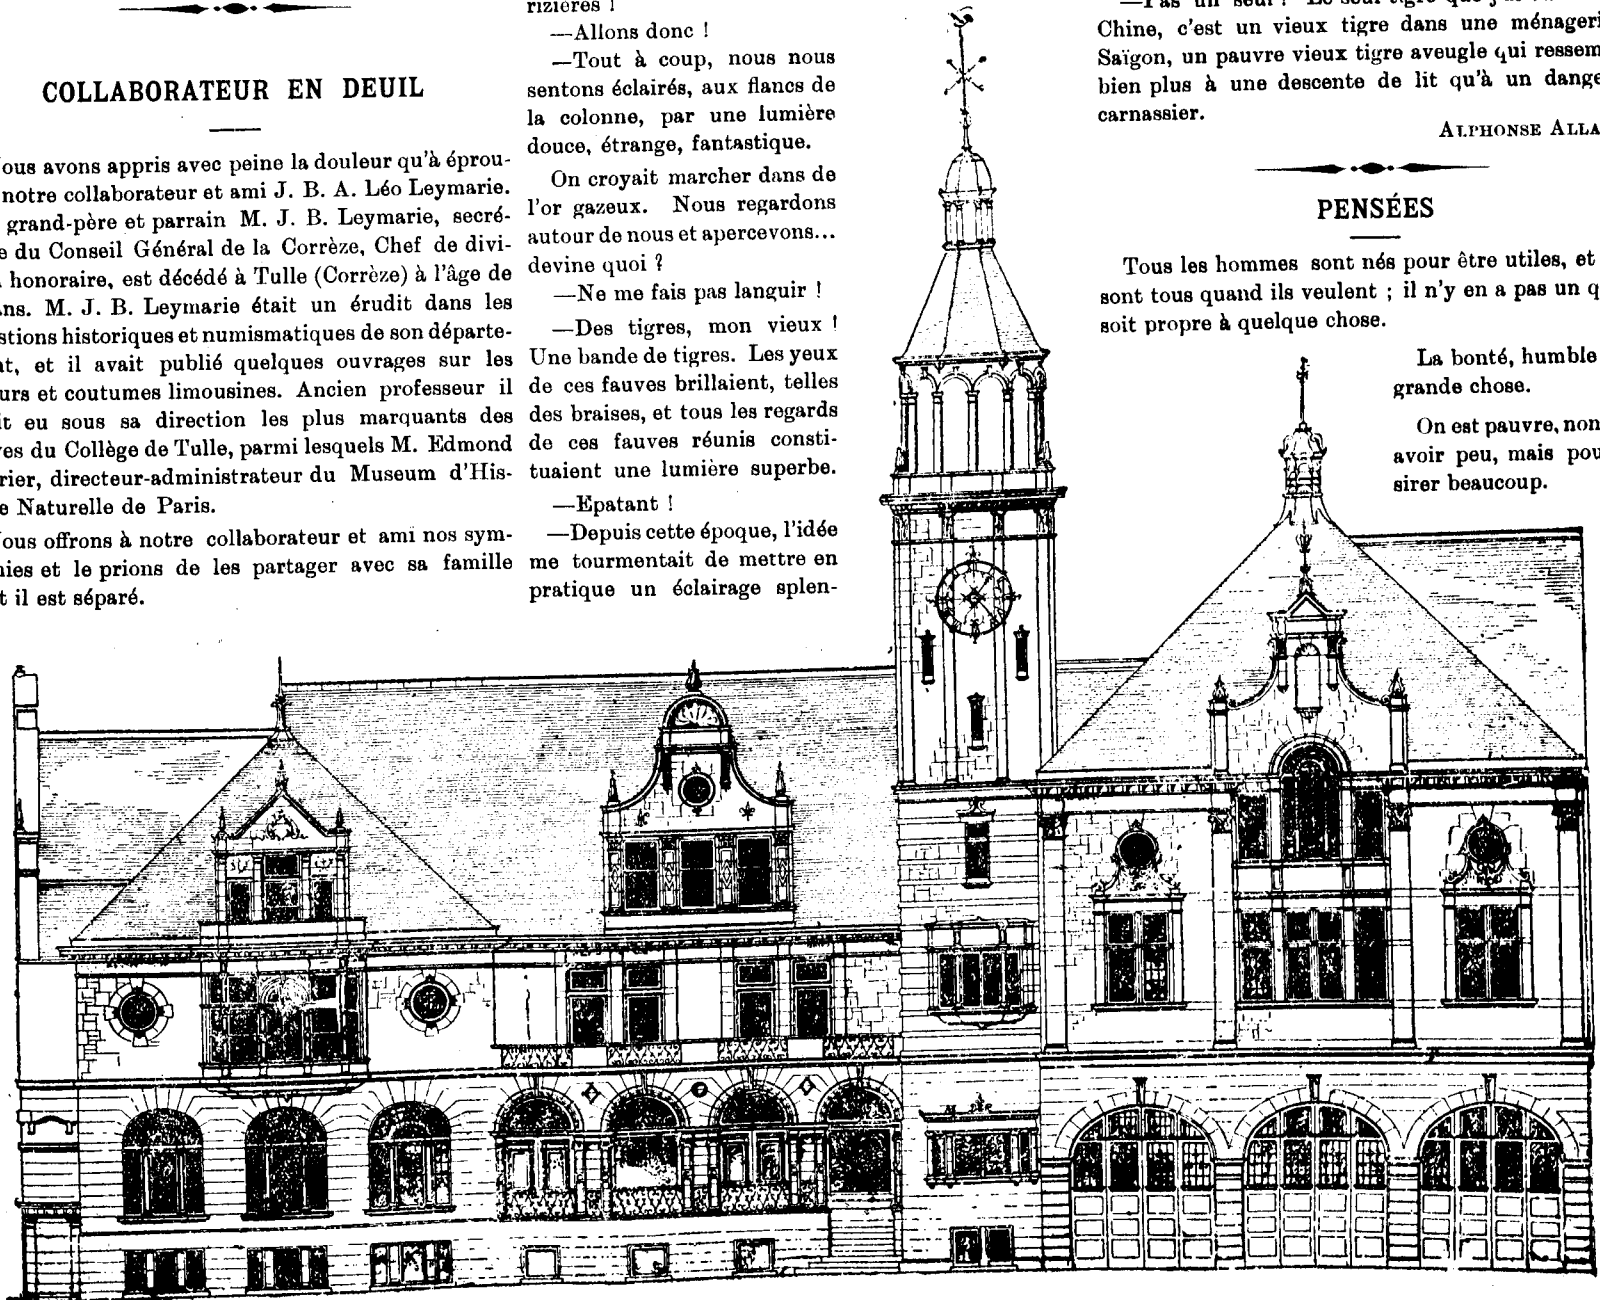 COLLABORATEUR EN DEUIL
ous avons appris avec peine la douleur qu'à éprou-
notre collaborateur et ami J. B. A. Léo Leymarie.
grand-père et parrain M. J. B. Leymarie, secré-
e du Conseil Général de la Corrèze, Chef de divi-
honoraire, est décédé à Tulle (Corrèze) à l'âge de
ns. M. J. B. Leymarie était un érudit dans les
stions historiques et numismatiques de son départe-
nt, et il avait publié quelques ouvrages sur les
urs et coutumes limousines. Ancien professeur il
it eu sous sa direction les plus marquants des
es du Collège de Tulle, parmi lesquels M. Edmond
rier, directeur-administrateur du Museum d'His-
e Naturelle de Paris.
ous offrons à notre collaborateur et ami nos sym-
nies et le prions de les partager avec sa famille
t il est séparé.
rizières !
—Allons donc !
—Tout à coup, nous nous
sentons éclairés, aux flancs de
la colonne, par une lumière
douce, étrange, fantastique.
On croyait marcher dans de
l'or gazeux. Nous regardons
autour de nous et apercevons...
devine quoi ?
—Ne me fais pas languir !
—Des tigres, mon vieux !
Une bande de tigres. Les yeux
de ces fauves brillaient, telles
des braises, et tous les regards
de ces fauves réunis consti-
tuaient une lumière superbe.
—Epatant !
—Depuis cette époque, l'idée
me tourmentait de mettre en
pratique un éclairage splen-
—Pas un seul ! Le seul tigre que j'
Chine, c'est un vieux tigre dans une ménageri
Saïgon, un pauvre vieux tigre aveugle qui ressem
bien plus à une descente de lit qu'à un dange
carnassier.
ALPHONSE ALLA
PENSÉES
Tous les hommes sont nés pour être utiles, et
sont tous quand ils veulent ; il n'y en a pas un q
soit propre à quelque chose.
La bonté, humble
grande chose.
On est pauvre, non
avoir peu, mais pou
sirer beaucoup.